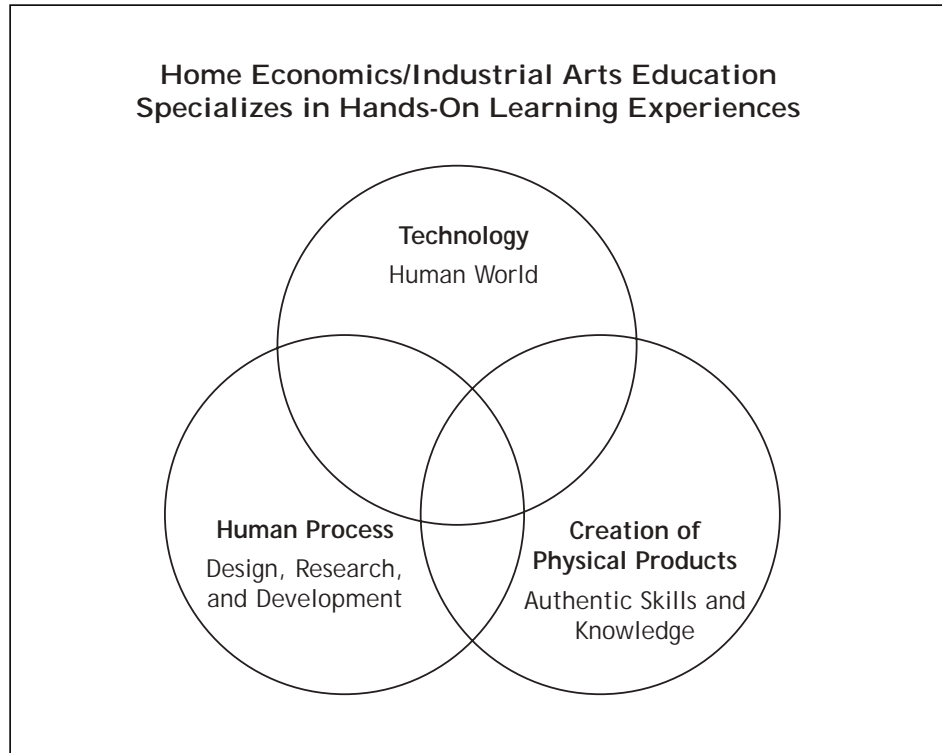 Home Economics/Industrial Arts Education
Specializes in Hands-On Learning Experiences
Technology
Human World
Human Process
Design, Research,
and Development
Creation of
Physical Products
Authentic Skills and
Knowledge